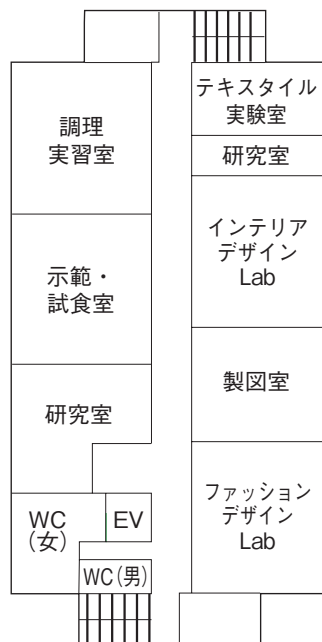 調理
実習室
示範・
試食室
研究室
WC
(女)
EV
WC(男)
テキスタイル
実験室
研究室
インテリア
デザイン
Lab
製図室
ファッション
デザイン
Lab